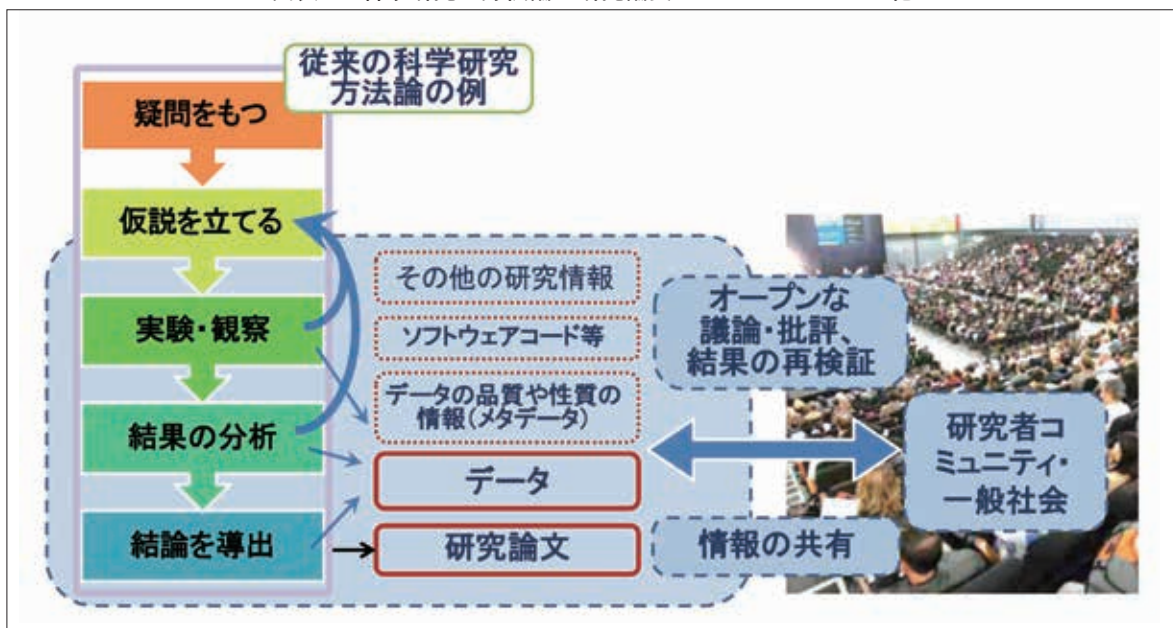 従来の科学研究
方法論の例
疑問をもつ
仮説を立てる
実験・観察
結果の分析
結論を導出
その他の研究情報
ソフトウェアコード等
データの品質や性質の
情報(メタデータ)
データ
研究論文
オープンな
議論・批評、
結果の再検証
情報の共有
研究者コ
ミュニティ・
一般社会